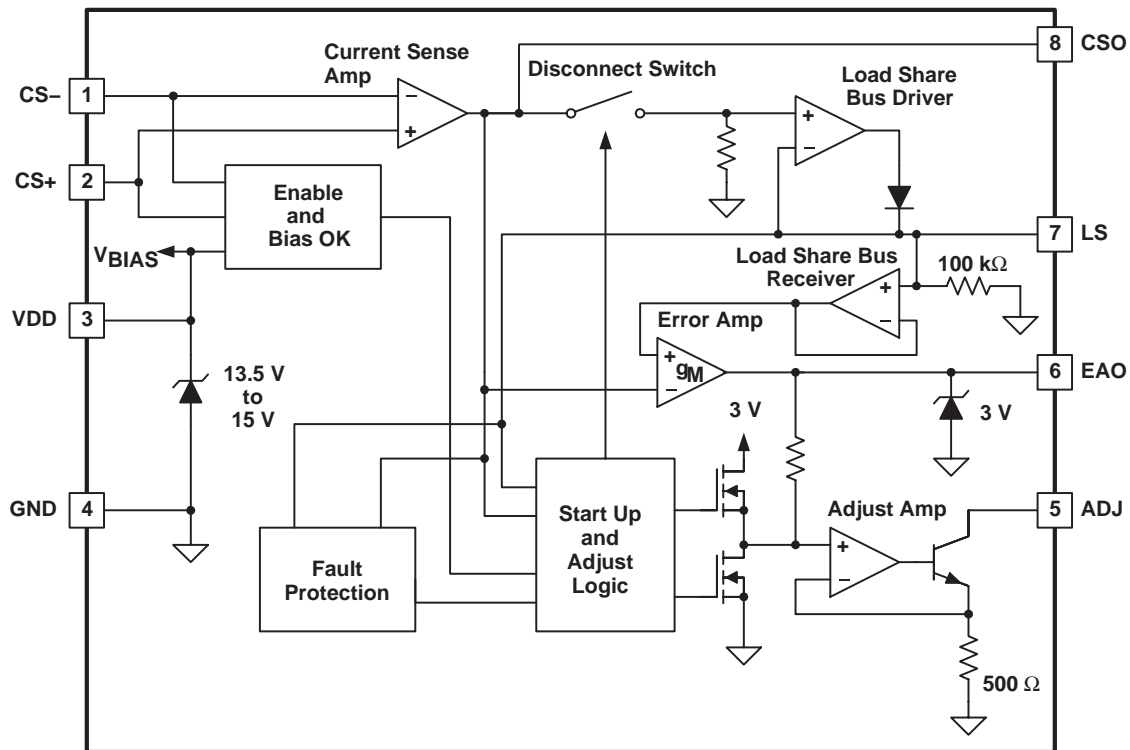 8
CSO
Current Sense
Amp
Disconnect Switch
Load Share
Bus Driver
CS–
1
–
+
+
–
CS+
2
Enable
and
Bias OK
VBIAS
7
LS
Load Share Bus
Receiver
100 kΩ
+
–
VDD
3
Error Amp
+
gM
–
6
EAO
13.5 V
to
15 V
3 V
3 V
GND
4
Start Up
and
Adjust
Logic
Adjust Amp
5
ADJ
+
–
Fault
Protection
500 Ω